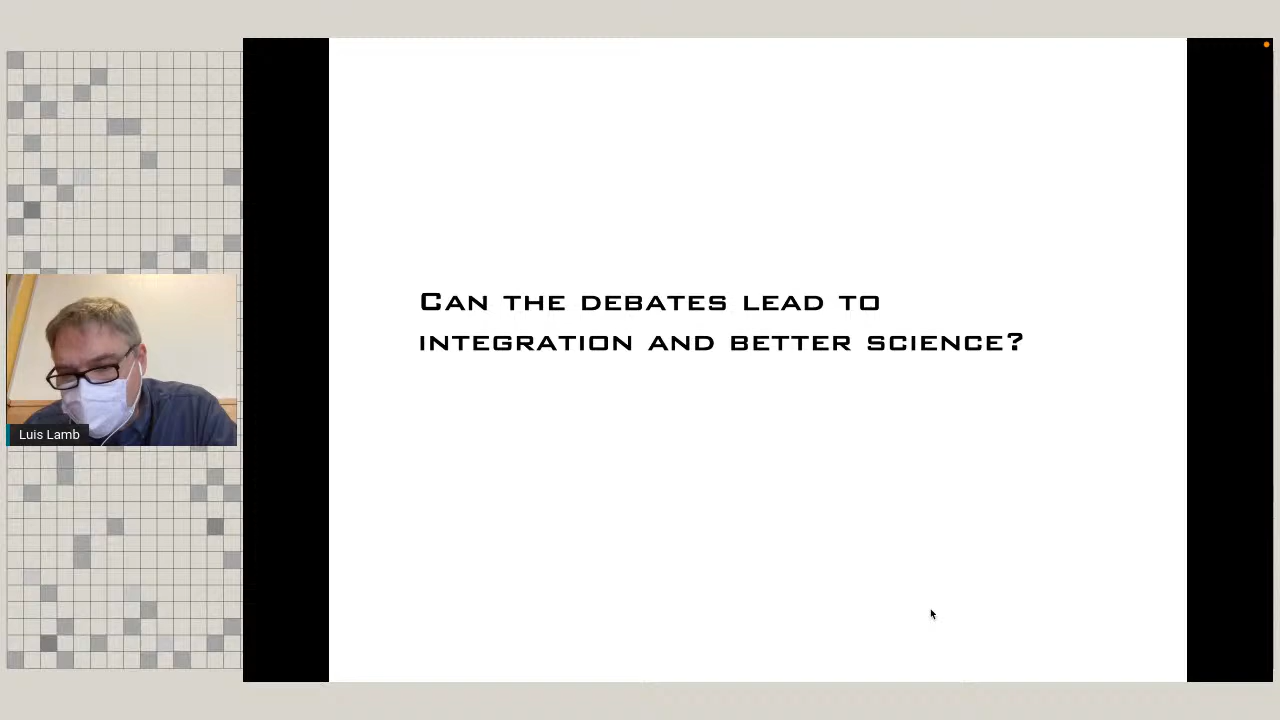 Can the debates lead to
integration and better science?
Luis Lamb